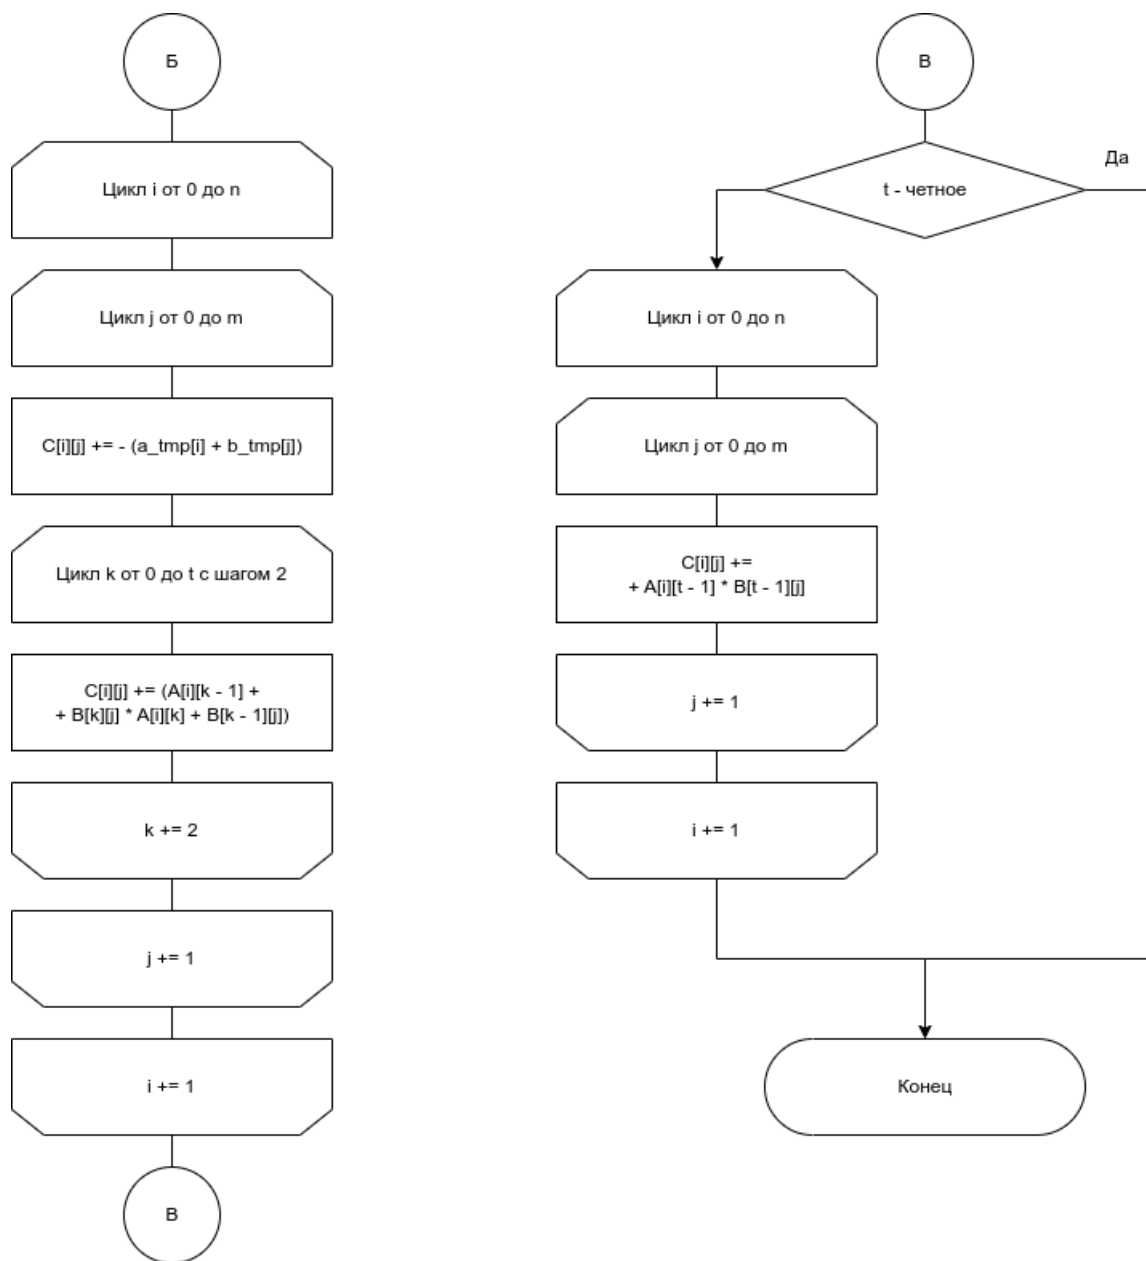 Б
Цикл i от 0 до n
Цикл j от 0 до m
C[i][j] += - (a_tmp[i] + b_tmp[j])
Цикл k от 0 до t с шагом 2
C[i][j] += (A[i][k - 1] +
+ B[k][j] * A[i][k] + B[k - 1][j])
k += 2
j += 1
i += 1
В
В
t - четное
Да
Цикл i от 0 до n
Цикл j от 0 до m
C[i][j] +=
+ A[i][t - 1] * B[t - 1][j]
j += 1
i += 1
Конец